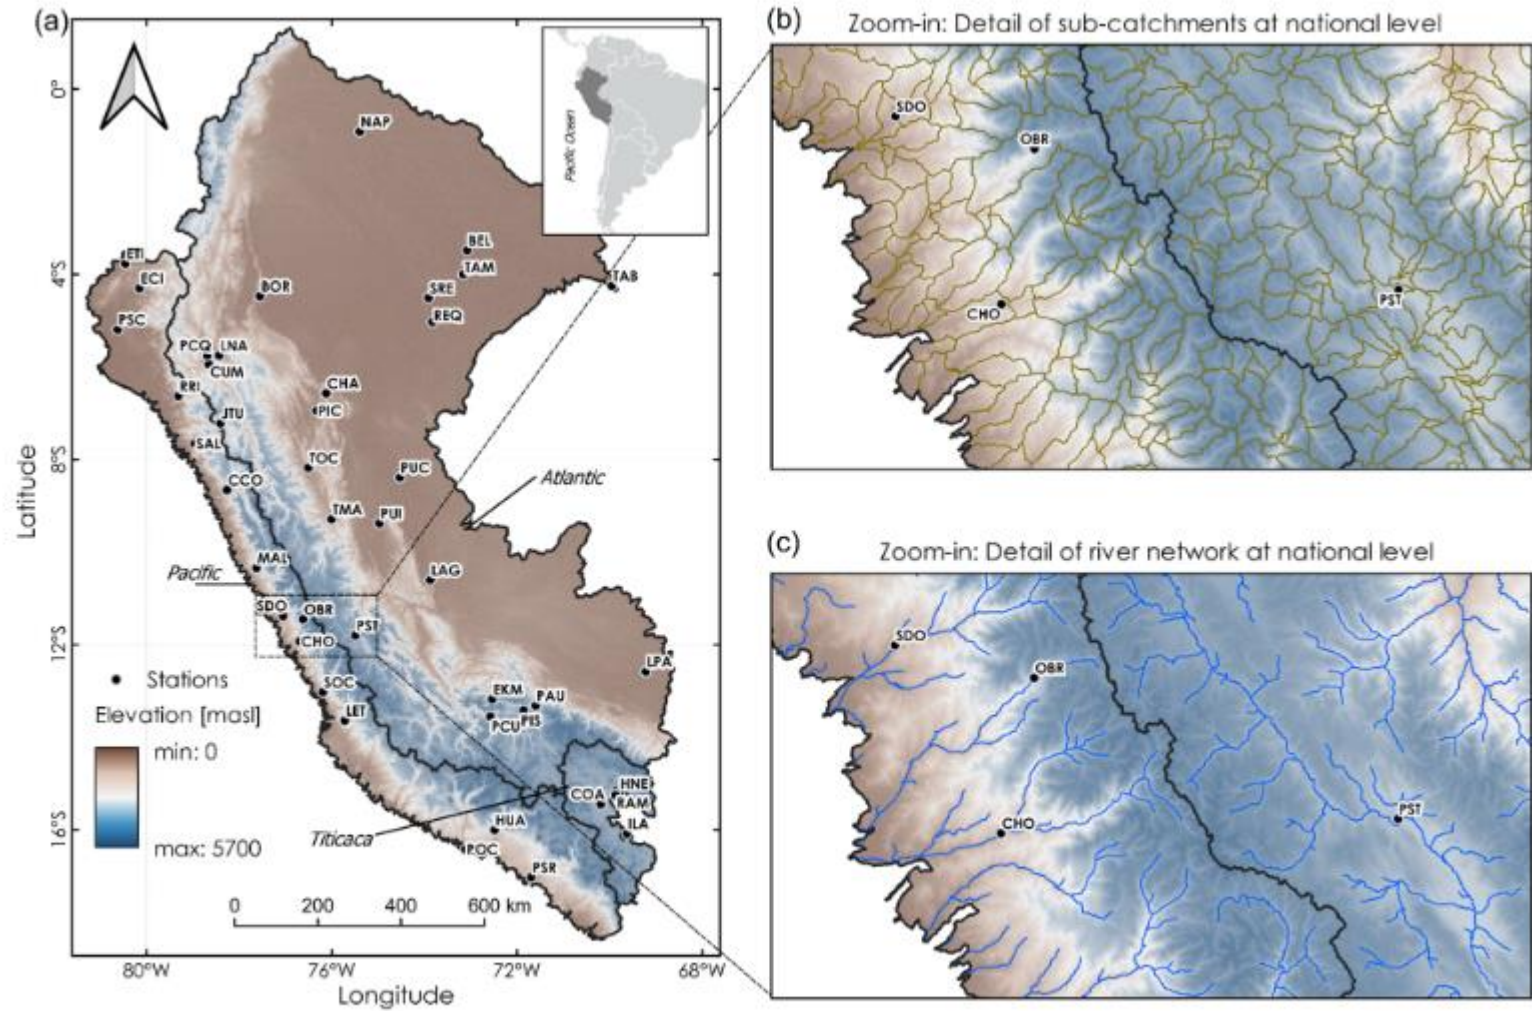 (a)
0°
4°S
8°S
12°S
16°S
Latitude
80°W
76°W
72°W
68°W
Longitude
Pacific Ocean
NAP
BEL
TAM
TAB
SRE
REQ
ETI
ECI
BOR
PSC
PCQ
LNA
CUM
RRI
CHA
PIC
JTU
SAL
TOC
CCO
PUC
TMA
PUI
Atlantic
MAL
LAG
Pacific
SDO
OBR
PST
CHO
LPA
SOC
EKM
PAU
LET
PCU
PIS
HNE
COA
RAM
ILA
HUA
Titicaca
PSR
Stations
Elevation [masl]
min: 0
max: 5700
0
200
400
600 km
(b)
Zoom-in: Detail of sub-catchments at national level
SDO
OBR
CHO
PST
(c)
Zoom-in: Detail of river network at national level
SDO
OBR
CHO
PST